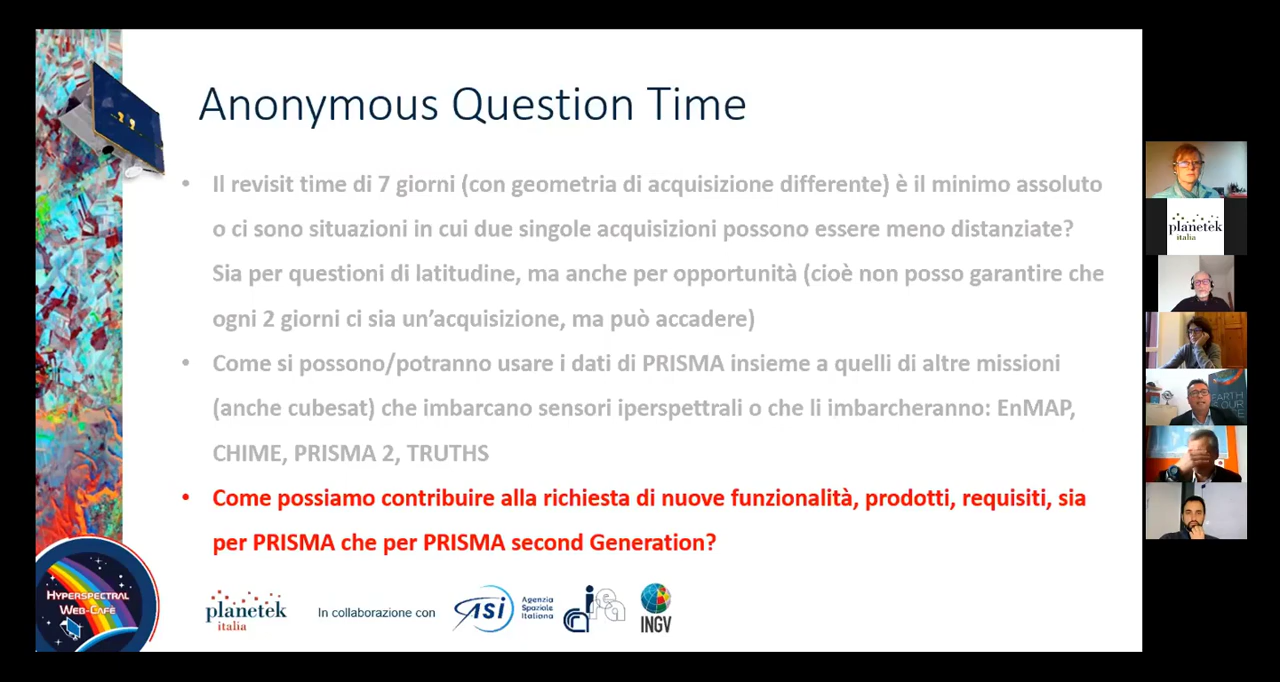 Anonymous Question Time
• Il revisit time di 7 giorni (con geometria di acquisizione differente) è il minimo assoluto
o ci sono situazioni in cui due singole acquisizioni possono essere meno distanziate?
Sia per questioni di latitudine, ma anche per opportunità (cioè non posso garantire che
ogni 2 giorni ci sia un’acquisizione, ma può accadere)
• Come si possono/potranno usare i dati di PRISMA insieme a quelli di altre missioni
(anche cubesat) che imbarcano sensori iperspettrali o che li imbarcheranno: EnMAP,
CHIME, PRISMA 2, TRUTHS
• Come possiamo contribuire alla richiesta di nuove funzionalità, prodotti, requisiti, sia
per PRISMA che per PRISMA second Generation?
HYPERSPECTRAL
WEB-CAFÉ
planetek
italia
In collaborazione con
ASI
Agenzia
Spaziale
Italiana
irea
INGV
planetek
italia